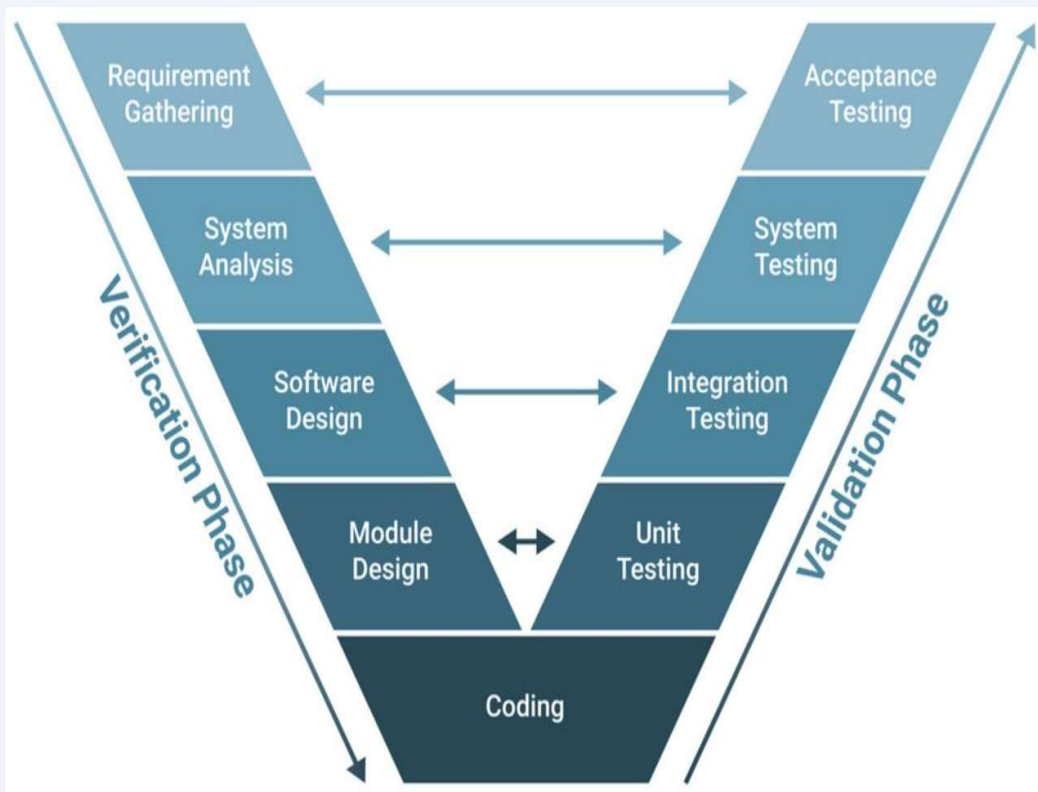 Requirement
Gathering
Acceptance
Testing
System
Analysis
System
Testing
Software
Design
Integration
Testing
Module
Design
Unit
Testing
Coding
Verification Phase
Validation Phase